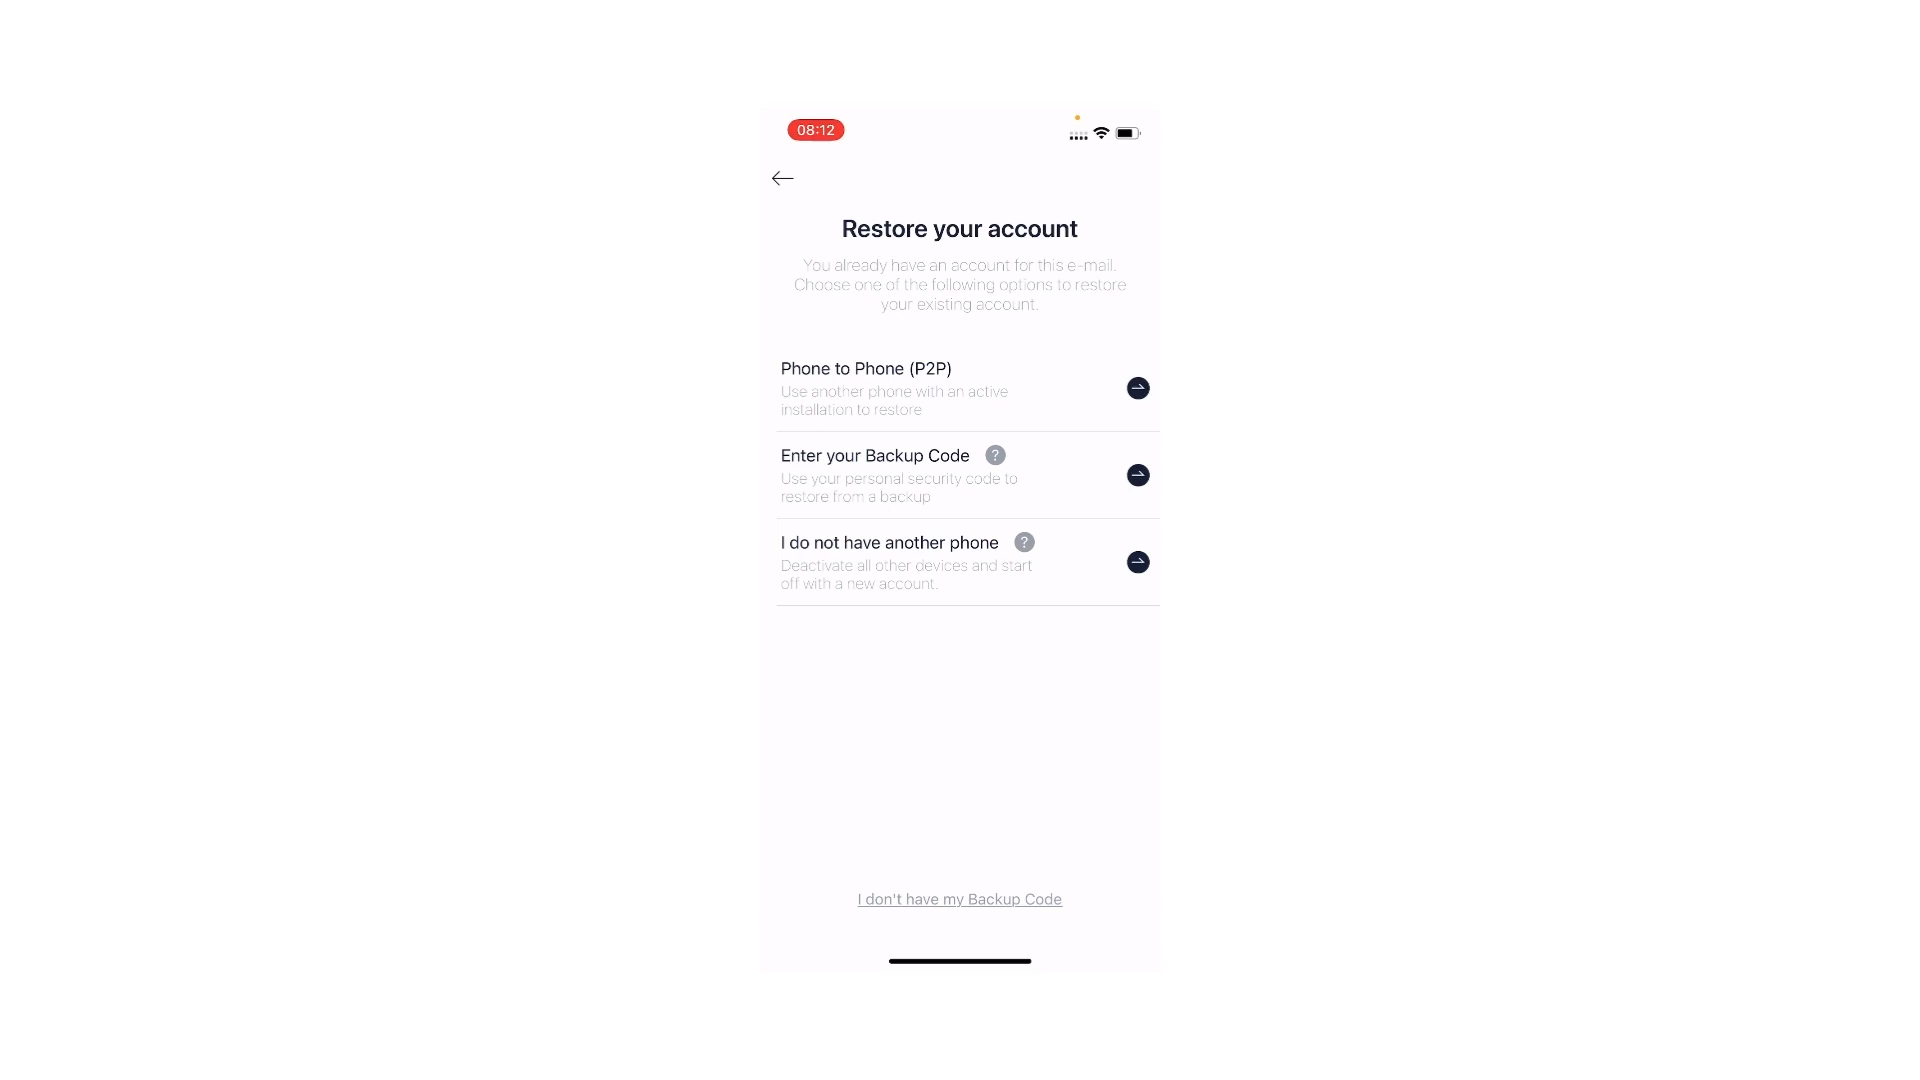 08:12
Restore your account
You already have an account for this e-mail.
Choose one of the following options to restore
your existing account.
Phone to Phone (P2P)
Use another phone with an active
installation to restore
Enter your Backup Code ?
Use your personal security code to
restore from a backup
I do not have another phone ?
Deactivate all other devices and start
off with a new account.
I don't have my Backup Code